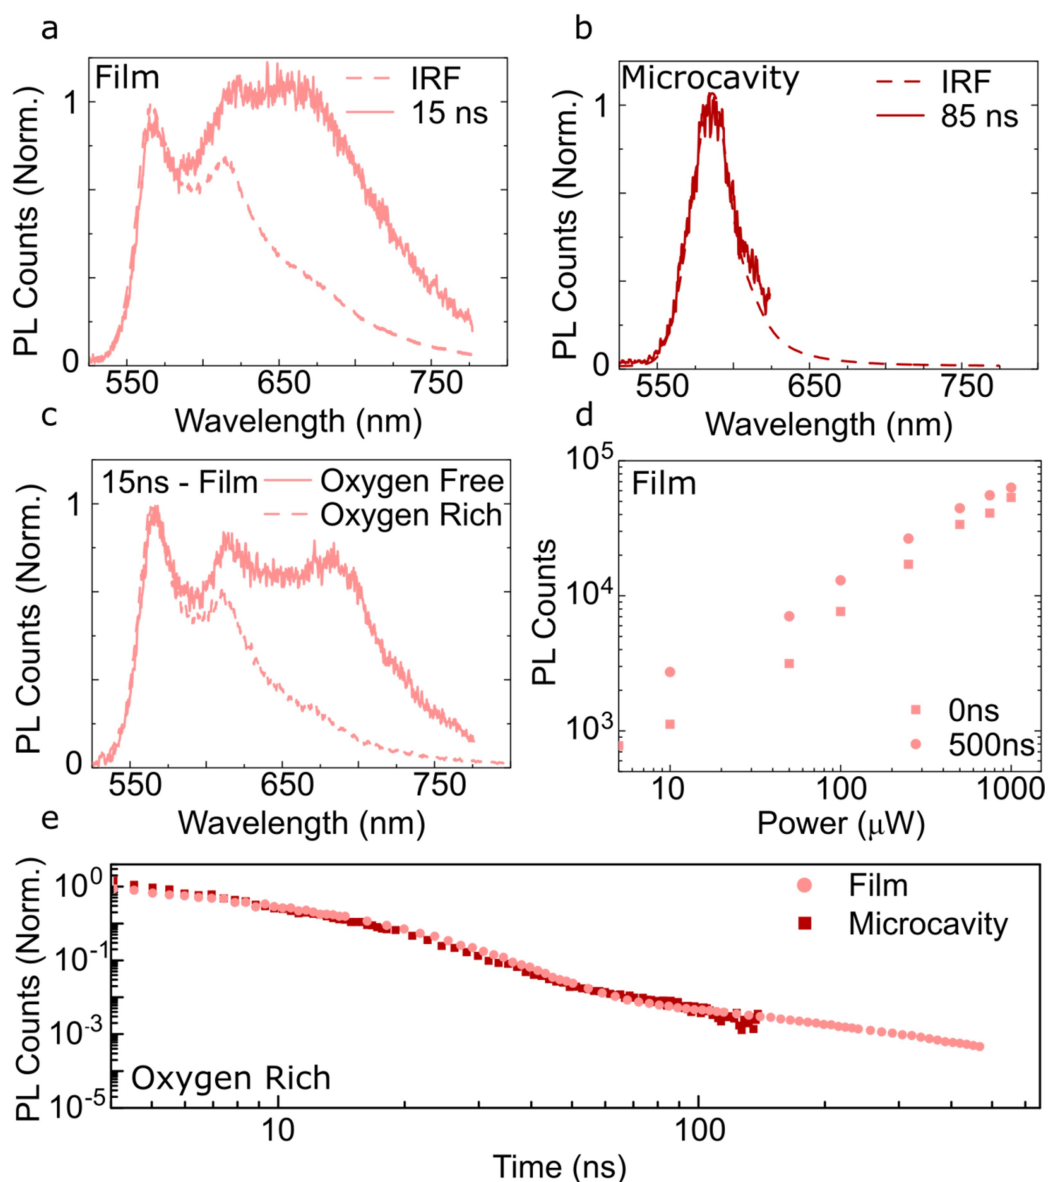 a
Film
IRF
15 ns
PL Counts (Norm.)
1
0
550
650
750
Wavelength (nm)
b
Microcavity
IRF
85 ns
PL Counts (Norm.)
1
0
550
650
750
Wavelength (nm)
c
15ns - Film
Oxygen Free
Oxygen Rich
PL Counts (Norm.)
1
0
550
650
750
Wavelength (nm)
d
Film
PL Counts
10⁵
10⁴
10³
0ns
500ns
10
100
1000
Power (μW)
e
PL Counts (Norm.)
10⁰
10⁻¹
10⁻³
10⁻⁵
Film
Microcavity
Oxygen Rich
10
100
Time (ns)